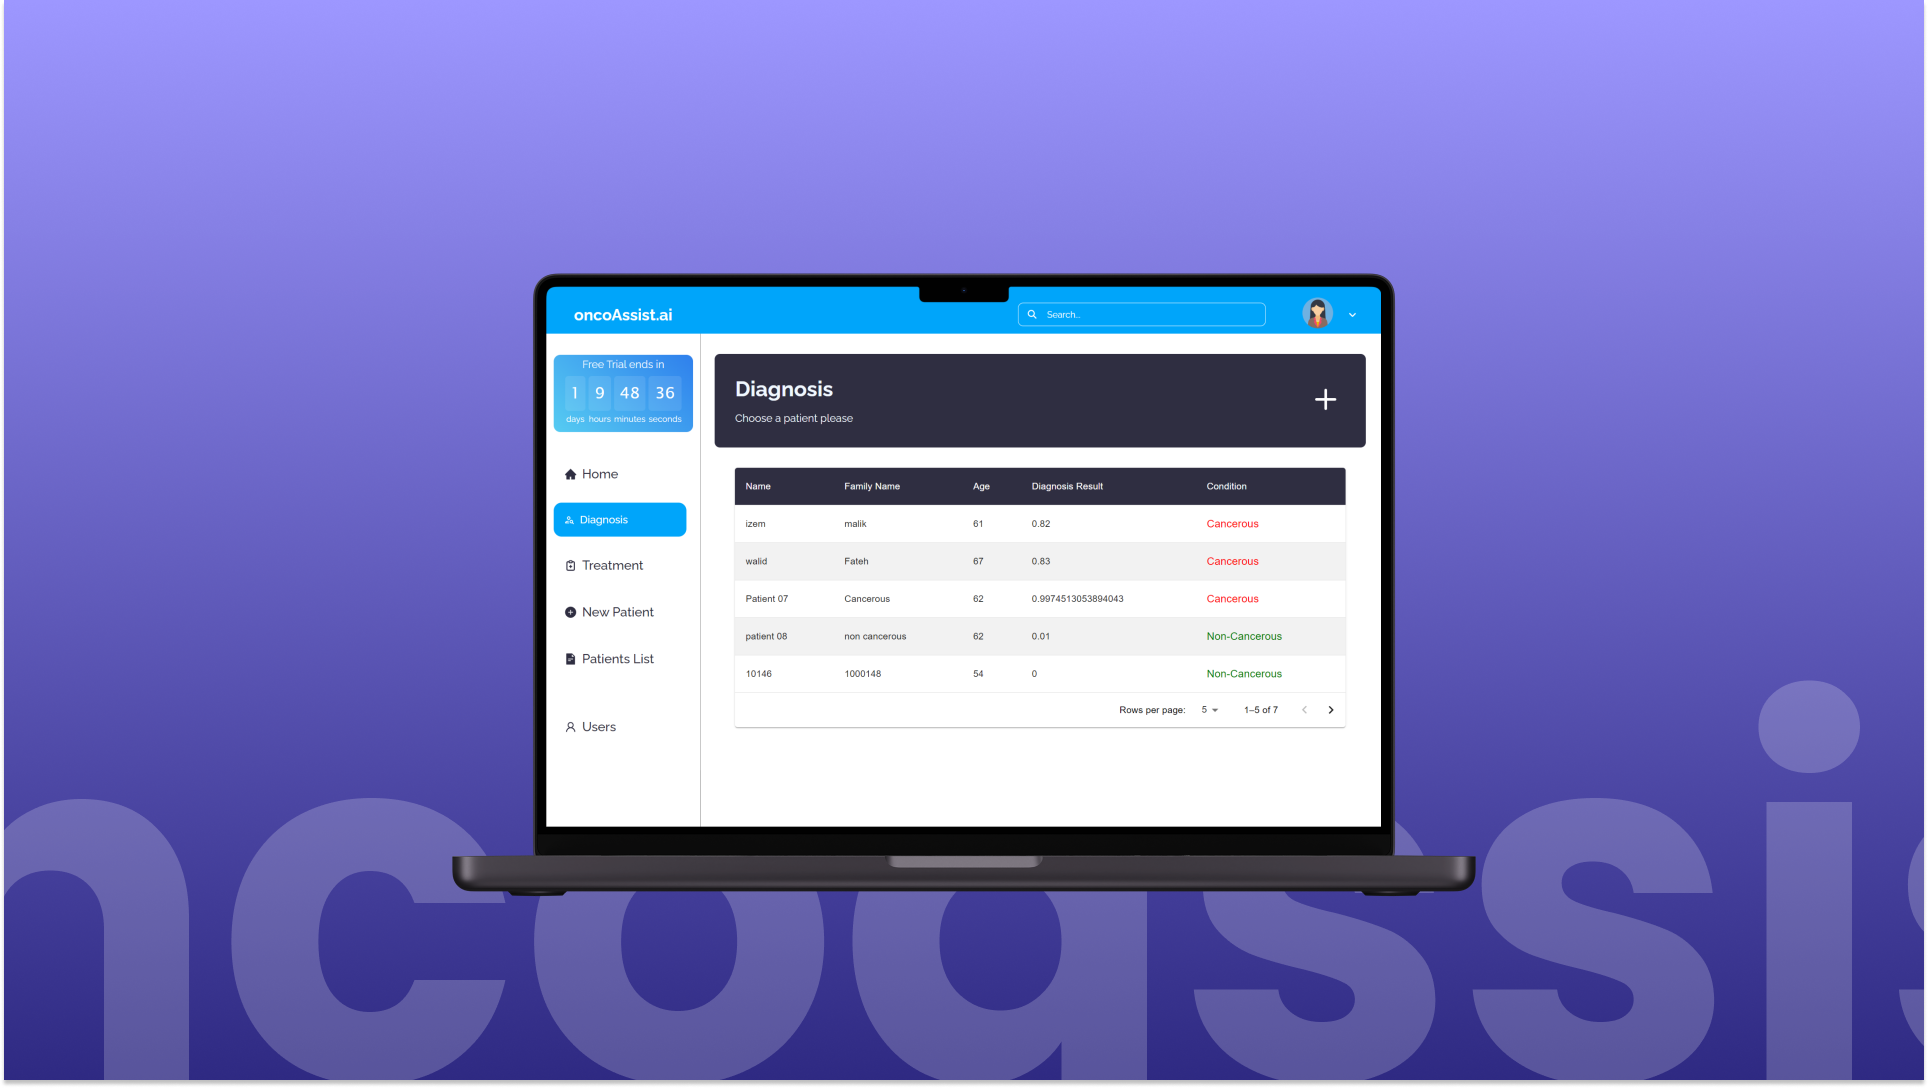 oncoAssist.ai
Search..
Free Trial ends in
1 9 48 36
days hours minutes seconds
Home
Diagnosis
Treatment
New Patient
Patients List
Users
Diagnosis
Choose a patient please
Name Family Name Age Diagnosis Result Condition
izem malik 61 0.82 Cancerous
walid Fateh 67 0.83 Cancerous
Patient 07 Cancerous 62 0.9974513053894043 Cancerous
patient 08 non cancerous 62 0.01 Non-Cancerous
10146 1000148 54 0 Non-Cancerous
Rows per page: 5 1–5 of 7
ncoassis